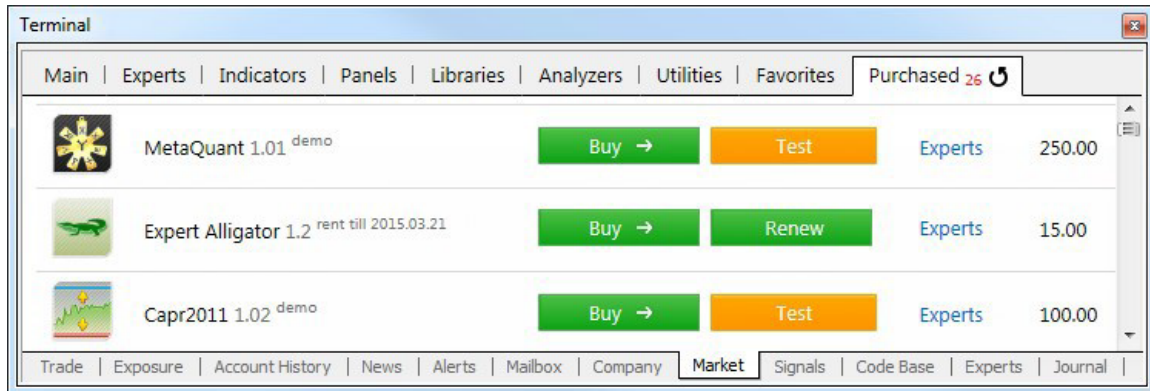 Terminal
Main | Experts | Indicators | Panels | Libraries | Analyzers | Utilities | Favorites Purchased 26
MetaQuant 1.01 demo Buy → Test Experts 250.00
Expert Alligator 1.2 rent till 2015.03.21 Buy → Renew Experts 15.00
Capr2011 1.02 demo Buy → Test Experts 100.00
Trade | Exposure | Account History | News | Alerts | Mailbox | Company Market Signals | Code Base | Experts | Journal |